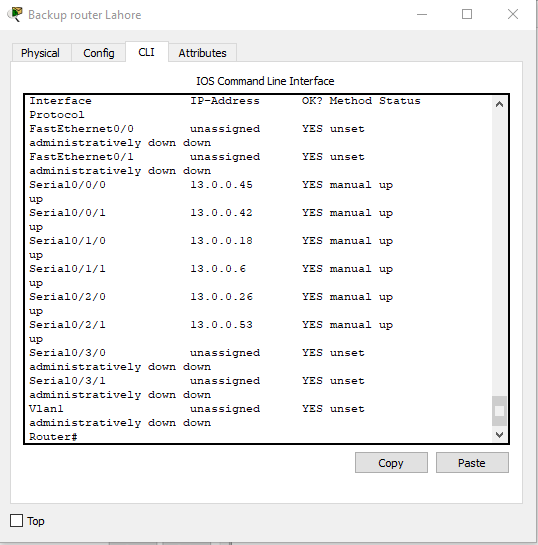 Backup router Lahore
Physical Config CLI Attributes
IOS Command Line Interface
Interface IP-Address OK? Method Status
Protocol
FastEthernet0/0 unassigned YES unset
administratively down down
FastEthernet0/1 unassigned YES unset
administratively down down
Serial0/0/0 13.0.0.45 YES manual up
up
Serial0/0/1 13.0.0.42 YES manual up
up
Serial0/1/0 13.0.0.18 YES manual up
up
Serial0/1/1 13.0.0.6 YES manual up
up
Serial0/2/0 13.0.0.26 YES manual up
up
Serial0/2/1 13.0.0.53 YES manual up
up
Serial0/3/0 unassigned YES unset
administratively down down
Serial0/3/1 unassigned YES unset
administratively down down
Vlan1 unassigned YES unset
administratively down down
Router#
Copy Paste
Top